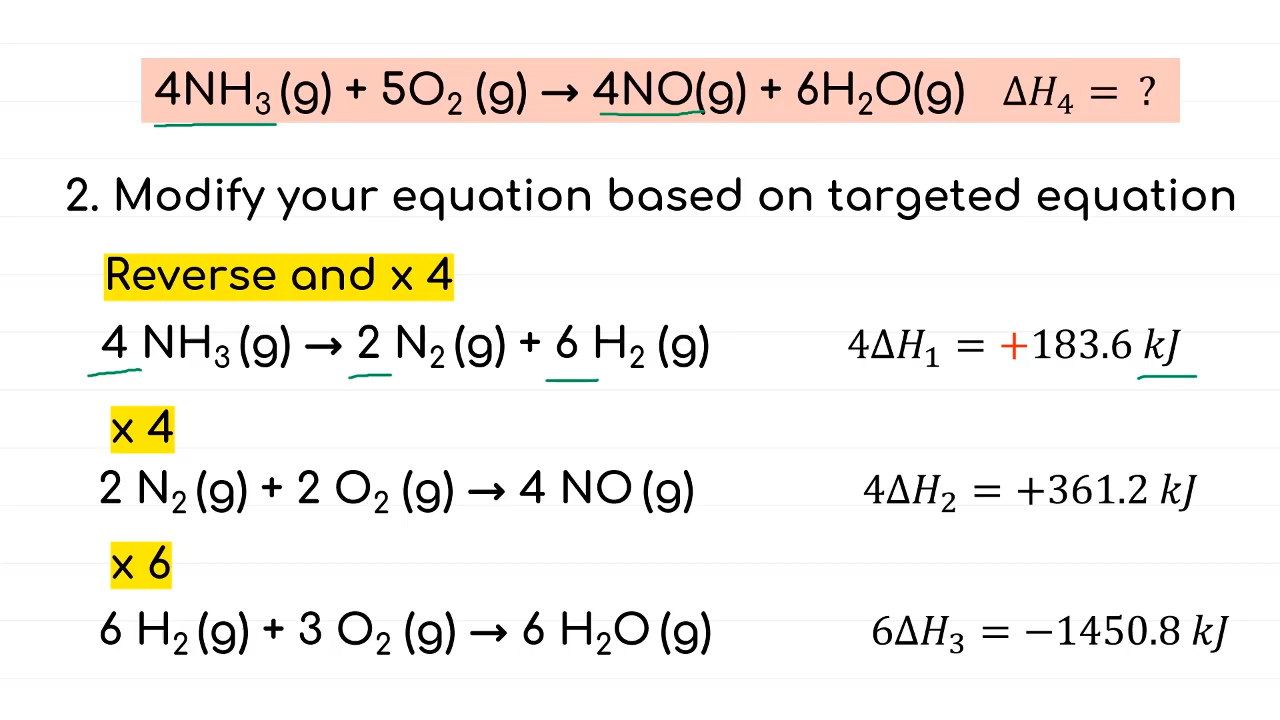 4NH₃ (g) + 5O₂ (g) → 4NO(g) + 6H₂O(g) ΔH₄ = ?
2. Modify your equation based on targeted equation
Reverse and x 4
4 NH₃ (g) → 2 N₂ (g) + 6 H₂ (g) 4ΔH₁ = +183.6 kJ
x 4
2 N₂ (g) + 2 O₂ (g) → 4 NO (g) 4ΔH₂ = +361.2 kJ
x 6
6 H₂ (g) + 3 O₂ (g) → 6 H₂O (g) 6ΔH₃ = −1450.8 kJ